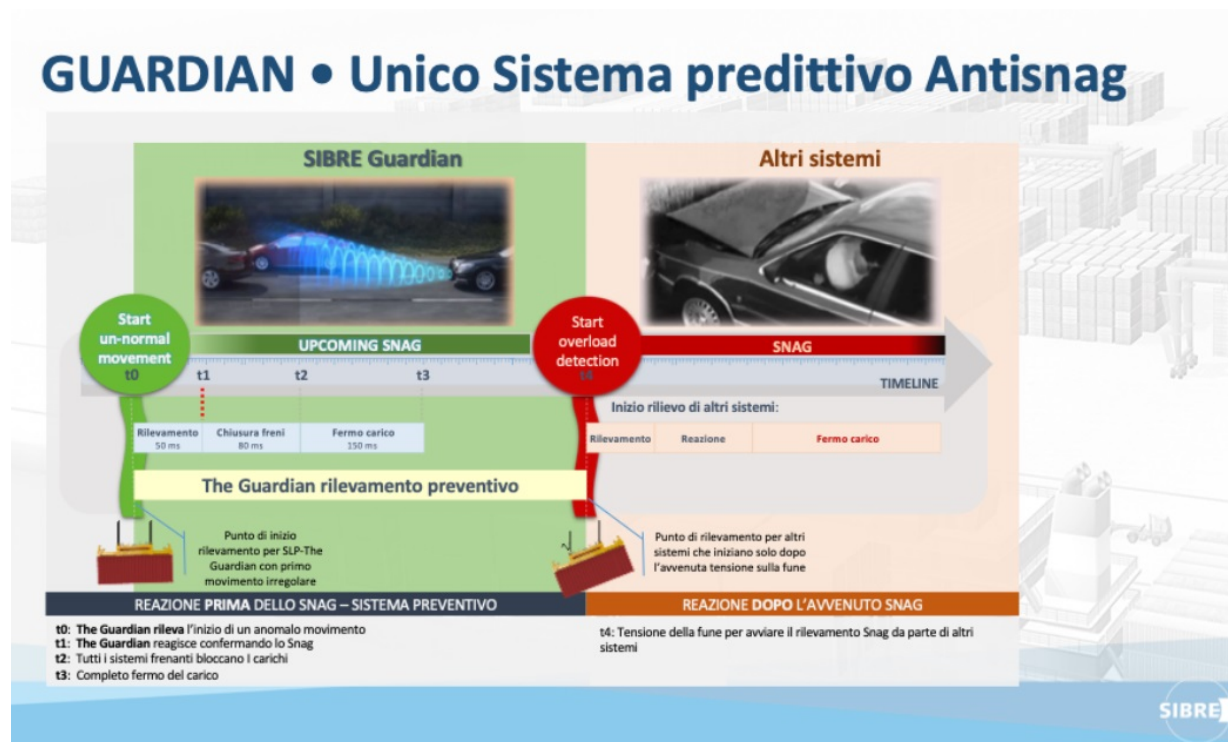 GUARDIAN • Unico Sistema predittivo Antisnag
SIBRE Guardian
Altri sistemi
Start
un-normal
movement
t0
UPCOMING SNAG
t1
t2
t3
Start
overload
detection
t4
SNAG
TIMELINE
Rilevamento
50 ms
Chiusura freni
80 ms
Fermo carico
150 ms
Inizio rilievo di altri sistemi:
Rilevamento
Reazione
Fermo carico
The Guardian rilevamento preventivo
Punto di inizio
rilevamento per SLP-The
Guardian con primo
movimento irregolare
Punto di rilevamento per altri
sistemi che iniziano solo dopo
l'avvenuta tensione sulla fune
REAZIONE PRIMA DELLO SNAG – SISTEMA PREVENTIVO
REAZIONE DOPO L'AVVENUTO SNAG
t0: The Guardian rileva l'inizio di un anomalo movimento
t1: The Guardian reagisce confermando lo Snag
t2: Tutti i sistemi frenanti bloccano I carichi
t3: Completo fermo del carico
t4: Tensione della fune per avviare il rilevamento Snag da parte di altri
sistemi
SIBRE